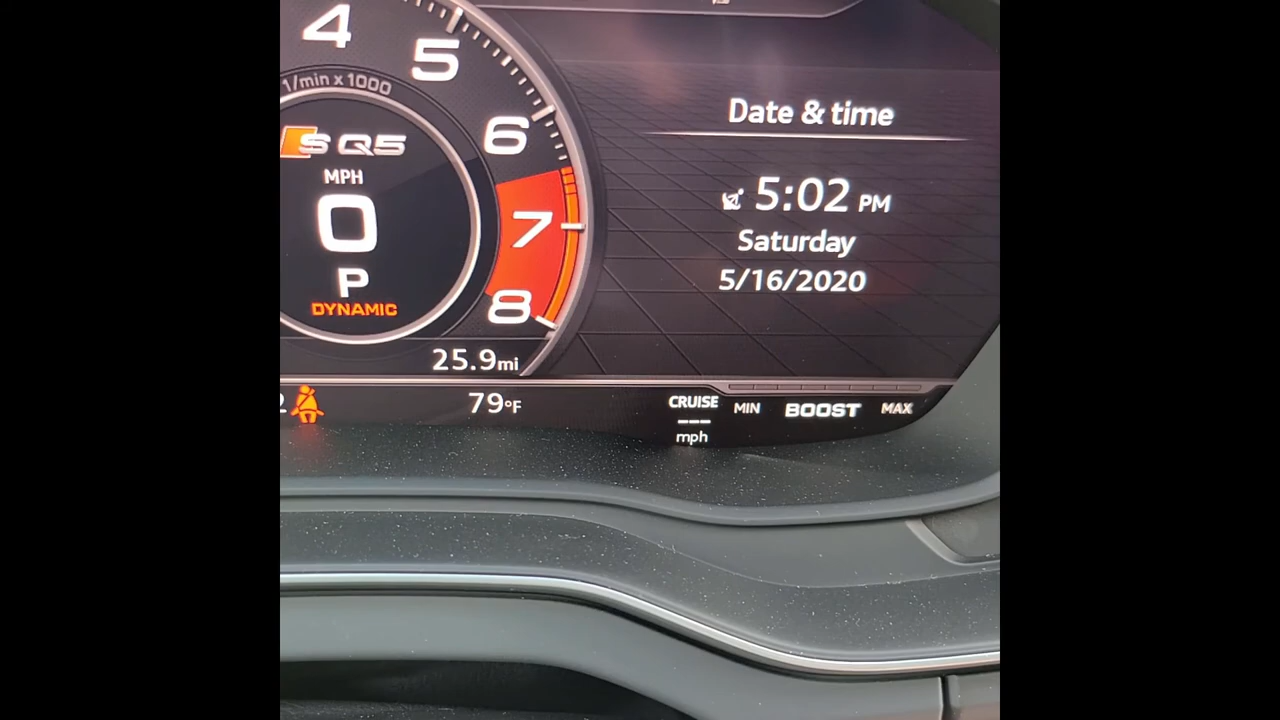 4
5
1/min x 1000
6
SQ5
MPH
0
7
P
DYNAMIC
8
25.9mi
Date & time
5:02 PM
Saturday
5/16/2020
79°F
CRUISE
---
mph
MIN BOOST MAX